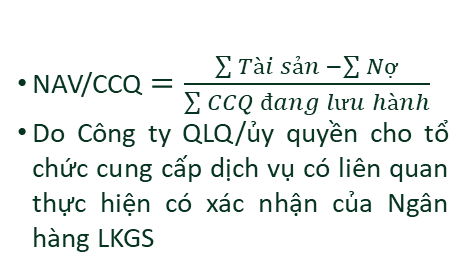 • NAV/CCQ = (∑ Tài sản −∑ Nợ) / (∑ CCQ đang lưu hành)
• Do Công ty QLQ/ủy quyền cho tổ
chức cung cấp dịch vụ có liên quan
thực hiện có xác nhận của Ngân
hàng LKGS